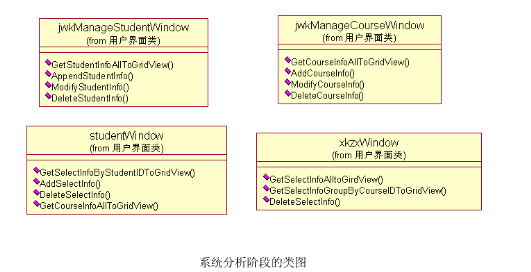 jwkManageStudentWindow
(from 用户界面类)
GetStudentInfoAllToGridView()
AppendStudentInfo()
ModifyStudentInfo()
DeleteStudentInfo()
jwkManageCourseWindow
(from 用户界面类)
GetCourseInfoAllToGridView()
AddCourseInfo()
ModifyCourseInfo()
DeleteCourseInfo()
studentWindow
(from 用户界面类)
GetSelectInfoByStudentIDToGridView()
AddSelectInfo()
DeleteSelectInfo()
GetCourseInfoAllToGridView()
xkzxWindow
(from 用户界面类)
GetSelectInfoAlltoGirdView()
GetSelectInfoGroupByCourseIDToGridView()
DeleteSelectInfo()
系统分析阶段的类图